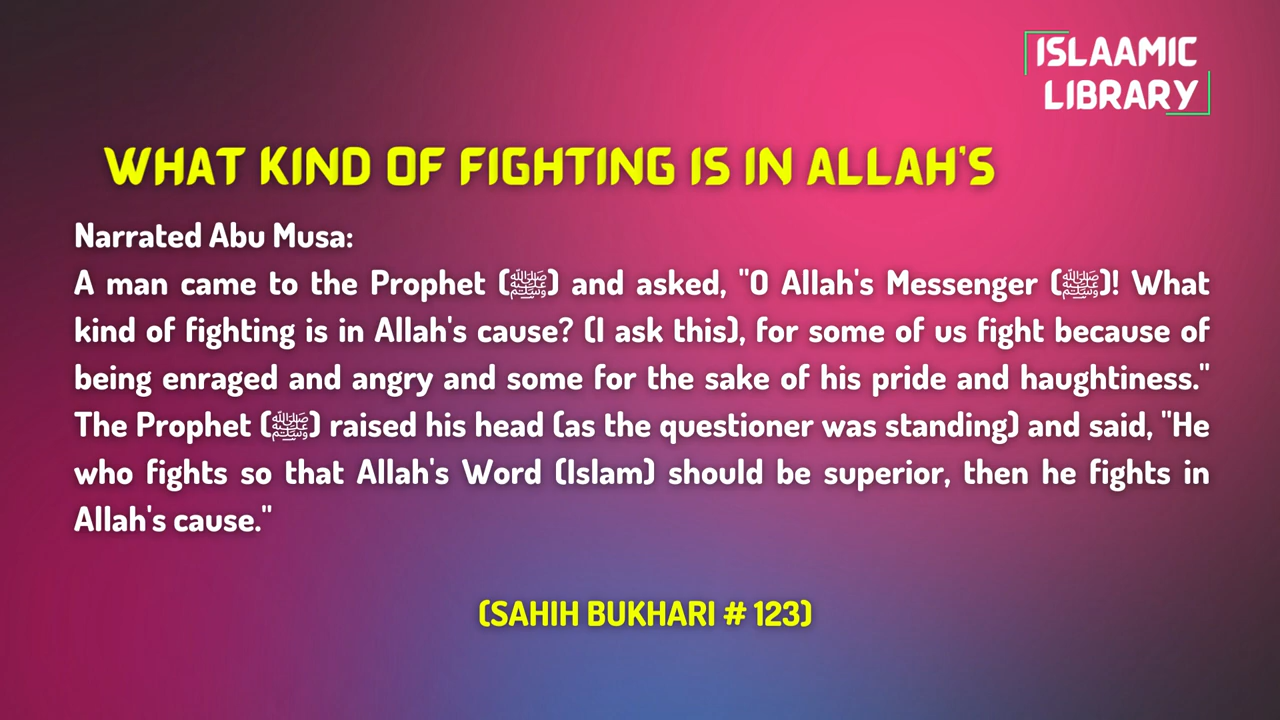 ISLAAMIC
LIBRARY
WHAT KIND OF FIGHTING IS IN ALLAH'S
Narrated Abu Musa:
A man came to the Prophet (ﷺ) and asked, "O Allah's Messenger (ﷺ)! What
kind of fighting is in Allah's cause? (I ask this), for some of us fight because of
being enraged and angry and some for the sake of his pride and haughtiness."
The Prophet (ﷺ) raised his head (as the questioner was standing) and said, "He
who fights so that Allah's Word (Islam) should be superior, then he fights in
Allah's cause."
(SAHIH BUKHARI # 123)